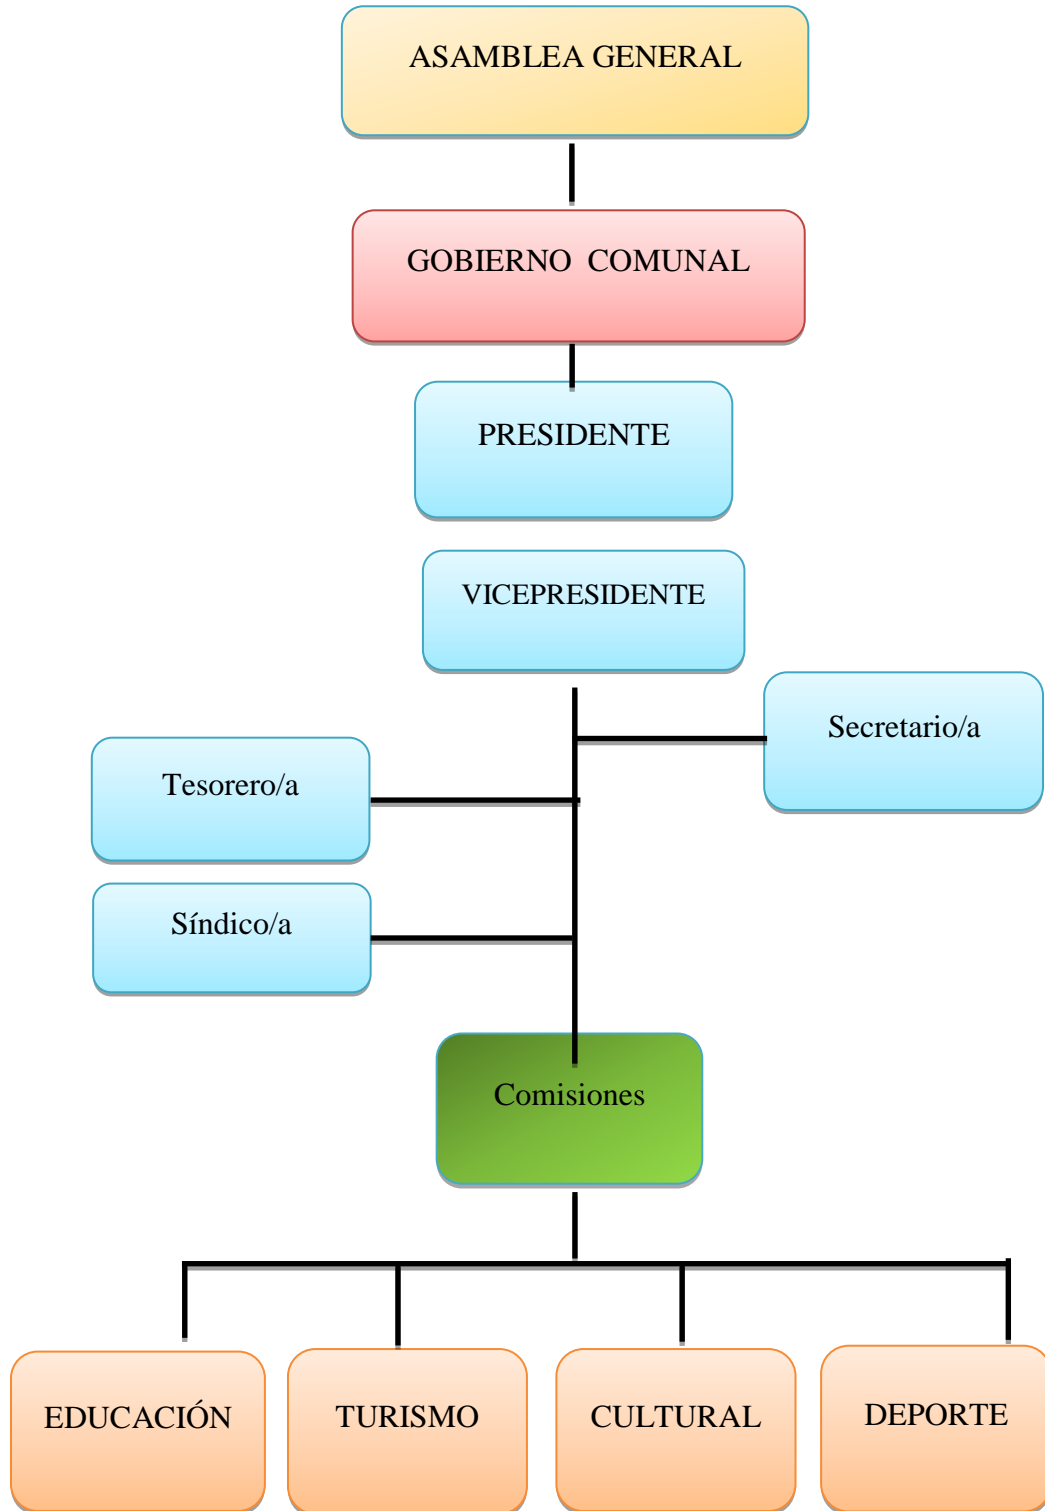 ASAMBLEA GENERAL
GOBIERNO COMUNAL
PRESIDENTE
VICEPRESIDENTE
Secretario/a
Tesorero/a
Síndico/a
Comisiones
EDUCACIÓN
TURISMO
CULTURAL
DEPORTE